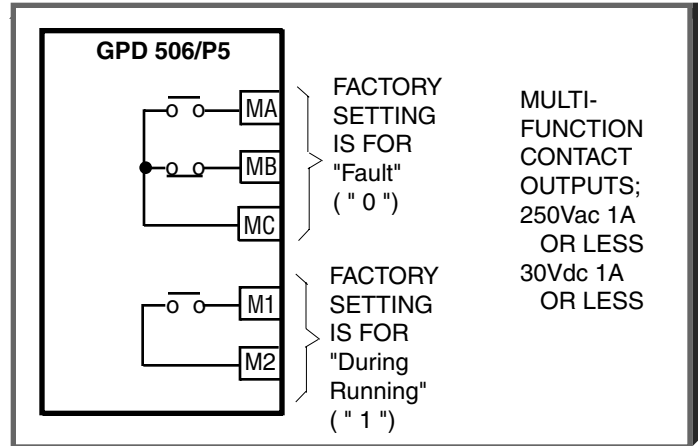 GPD 506/P5
MA
MB
MC
FACTORY
SETTING
IS FOR
"Fault"
( " 0 ")
M1
M2
FACTORY
SETTING
IS FOR
"During
Running"
( " 1 ")
MULTI-
FUNCTION
CONTACT
OUTPUTS;
250Vac 1A
OR LESS
30Vdc 1A
OR LESS